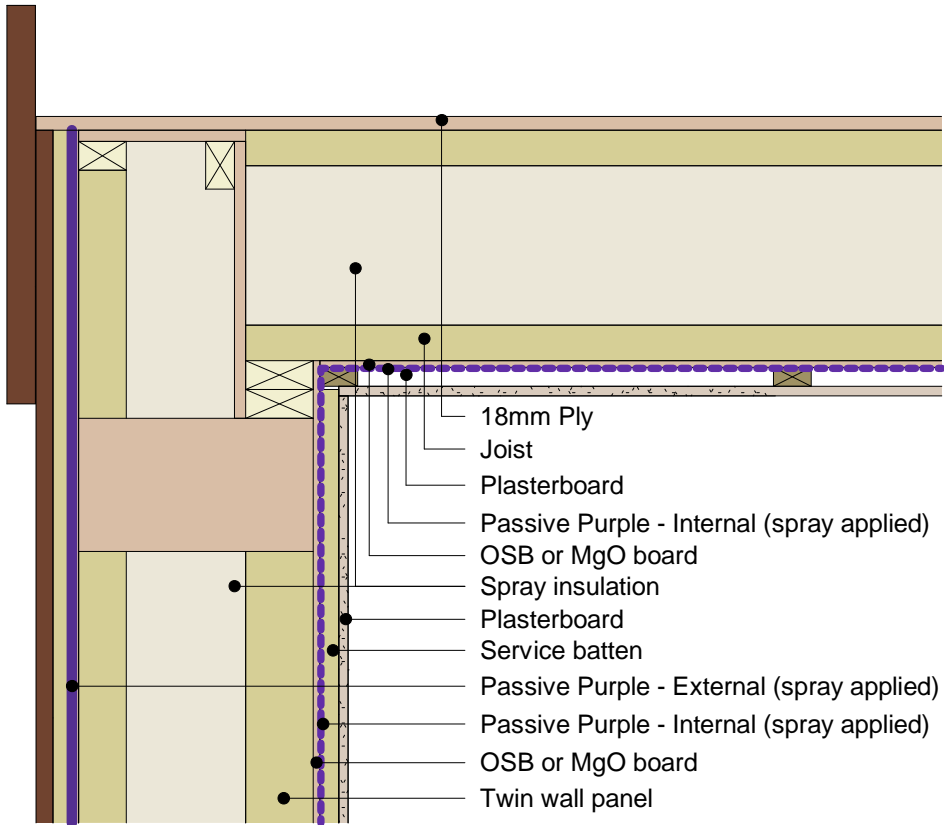 18mm Ply
Joist
Plasterboard
Passive Purple - Internal (spray applied)
OSB or MgO board
Spray insulation
Plasterboard
Service batten
Passive Purple - External (spray applied)
Passive Purple - Internal (spray applied)
OSB or MgO board
Twin wall panel